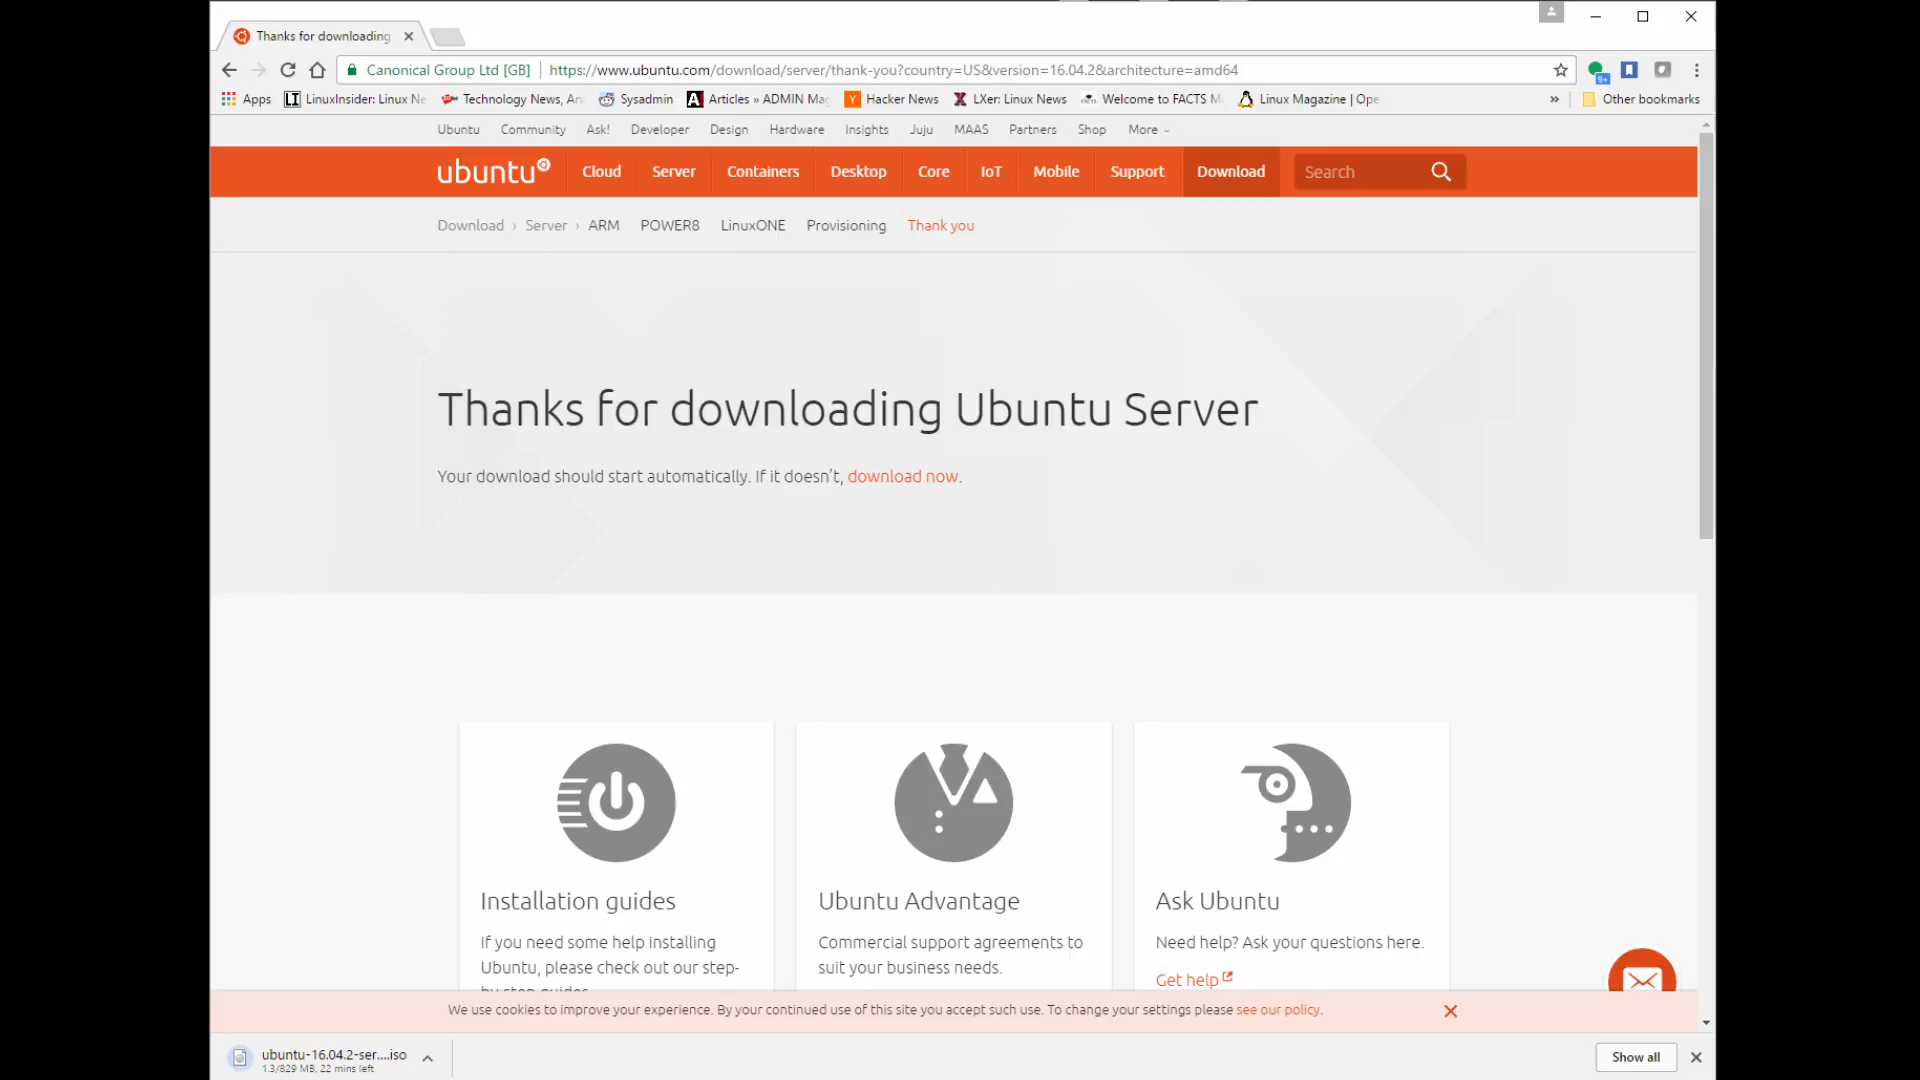 Thanks for downloading
Canonical Group Ltd [GB] https://www.ubuntu.com/download/server/thank-you?country=US&version=16.04.2&architecture=amd64
9+
Apps LinuxInsider: Linux Ne Technology News, An Sysadmin Articles » ADMIN Mag Hacker News LXer: Linux News Welcome to FACTS M Linux Magazine | Ope » Other bookmarks
Ubuntu Community Ask! Developer Design Hardware Insights Juju MAAS Partners Shop More
ubuntu Cloud Server Containers Desktop Core IoT Mobile Support Download Search
Download › Server › ARM POWER8 LinuxONE Provisioning Thank you
Thanks for downloading Ubuntu Server
Your download should start automatically. If it doesn't, download now.
Installation guides
If you need some help installing
Ubuntu, please check out our step-
by-step guides
Ubuntu Advantage
Commercial support agreements to
suit your business needs.
Ask Ubuntu
Need help? Ask your questions here.
Get help
We use cookies to improve your experience. By your continued use of this site you accept such use. To change your settings please see our policy.
ubuntu-16.04.2-ser....iso
1.3/829 MB, 22 mins left
Show all